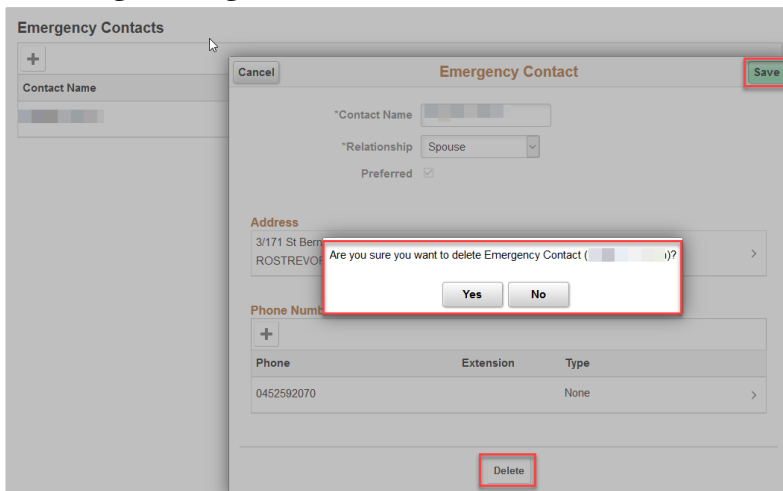 Emergency Contacts
+
Contact Name
Cancel
Emergency Contact
Save
*Contact Name
*Relationship Spouse
Preferred
Address
3/171 St Bern
ROSTREVOR
Are you sure you want to delete Emergency Contact ( )?
Yes No
Phone Numb
+
Phone Extension Type
0452592070 None
Delete